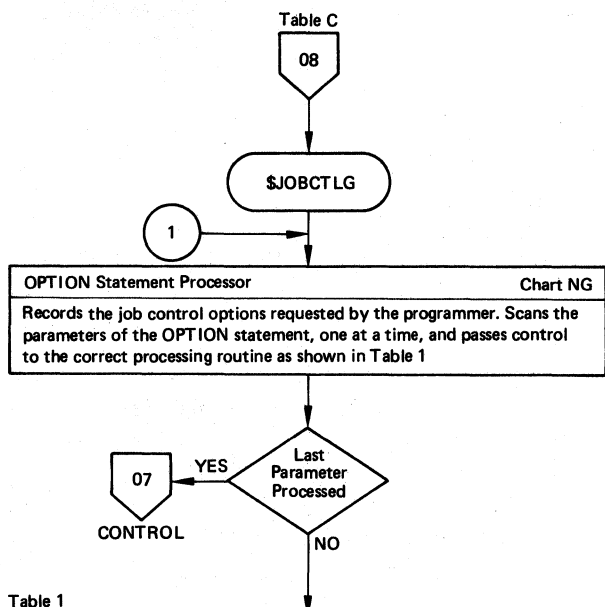 Table C
08
$JOBCTLG
1
OPTION Statement Processor Chart NG
Records the job control options requested by the programmer. Scans the
parameters of the OPTION statement, one at a time, and passes control
to the correct processing routine as shown in Table 1
Last
Parameter
Processed
YES
07
CONTROL
NO
Table 1